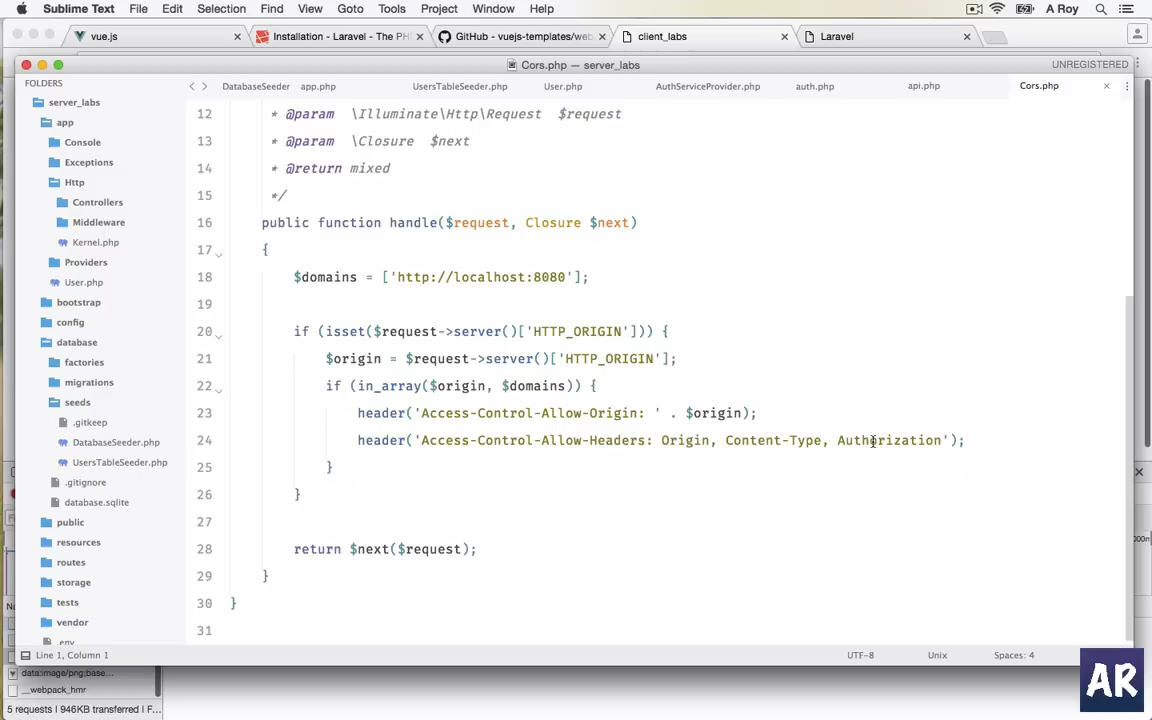 Sublime Text File Edit Selection Find View Goto Tools Project Window Help A Roy
vue.js × Installation - Laravel - The PH × GitHub - vuejs-templates/web × client_labs × Laravel ×
Cors.php — server_labs UNREGISTERED
FOLDERS
server_labs
app
Console
Exceptions
Http
Controllers
Middleware
Kernel.php
Providers
User.php
bootstrap
config
database
factories
migrations
seeds
.gitkeep
DatabaseSeeder.php
UsersTableSeeder.php
.gitignore
database.sqlite
public
resources
routes
storage
tests
vendor
.env
DatabaseSeeder app.php UsersTableSeeder.php User.php AuthServiceProvider.php auth.php api.php Cors.php ×
12 * @param \Illuminate\Http\Request $request
13 * @param \Closure $next
14 * @return mixed
15 */
16 public function handle($request, Closure $next)
17 {
18 $domains = ['http://localhost:8080'];
19
20 if (isset($request->server()['HTTP_ORIGIN'])) {
21 $origin = $request->server()['HTTP_ORIGIN'];
22 if (in_array($origin, $domains)) {
23 header('Access-Control-Allow-Origin: ' . $origin);
24 header('Access-Control-Allow-Headers: Origin, Content-Type, Authorization');
25 }
26 }
27
28 return $next($request);
29 }
30 }
31
Line 1, Column 1 UTF-8 Unix Spaces: 4
data:image/png;base...
__webpack_hmr
5 requests | 946KB transferred | F...
AR